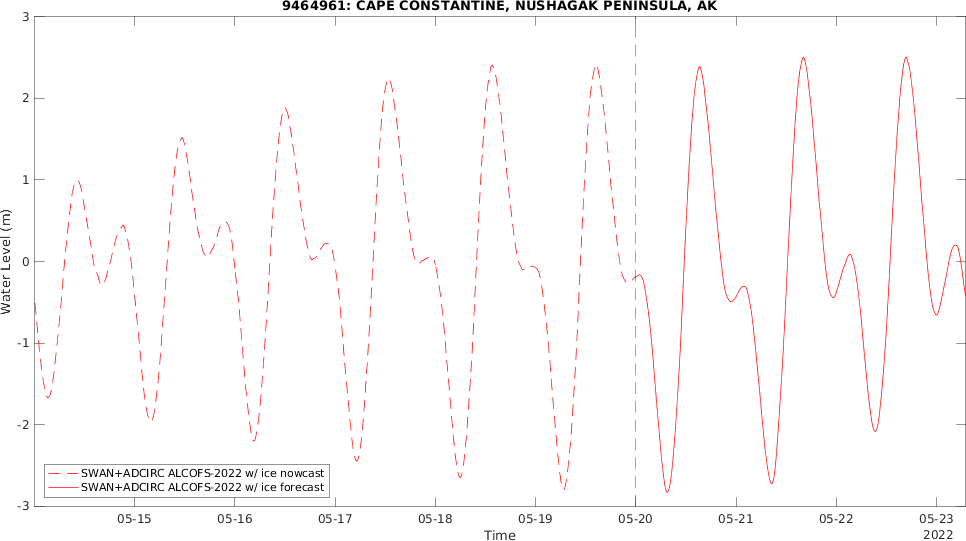 9464961: CAPE CONSTANTINE, NUSHAGAK PENINSULA, AK
3
2
1
0
-1
-2
-3
Water Level (m)
SWAN+ADCIRC ALCOFS-2022 w/ ice nowcast
SWAN+ADCIRC ALCOFS-2022 w/ ice forecast
05-15 05-16 05-17 05-18 05-19 05-20 05-21 05-22 05-23
Time 2022